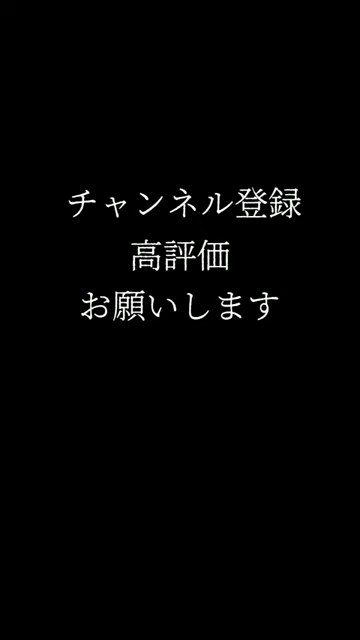 チャンネル登録
高評価
お願いします